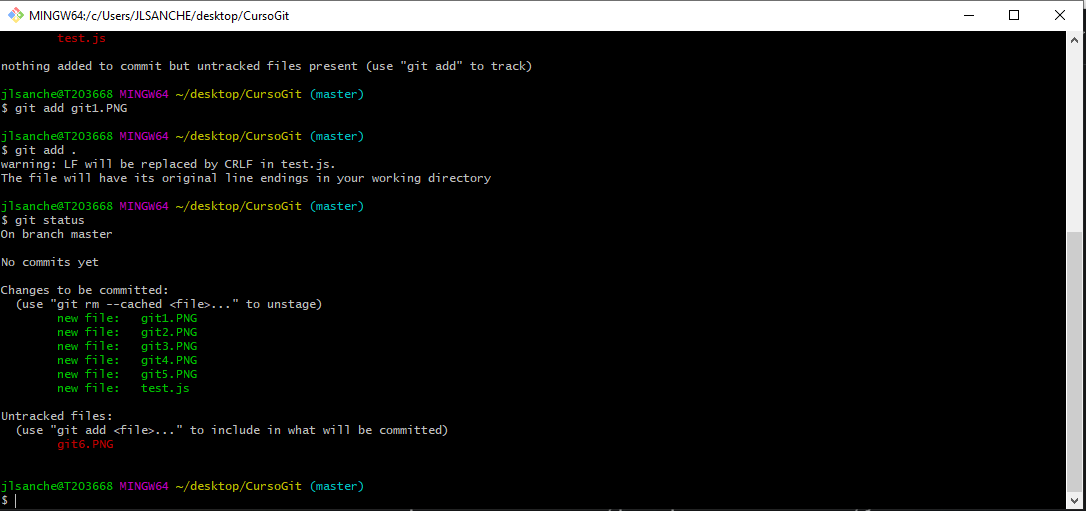 MINGW64:/c/Users/JLSANCHE/desktop/CursoGit
test.js
nothing added to commit but untracked files present (use "git add" to track)
jlsanche@T203668 MINGW64 ~/desktop/CursoGit (master)
$ git add git1.PNG
jlsanche@T203668 MINGW64 ~/desktop/CursoGit (master)
$ git add .
warning: LF will be replaced by CRLF in test.js.
The file will have its original line endings in your working directory
jlsanche@T203668 MINGW64 ~/desktop/CursoGit (master)
$ git status
On branch master
No commits yet
Changes to be committed:
(use "git rm --cached <file>..." to unstage)
new file: git1.PNG
new file: git2.PNG
new file: git3.PNG
new file: git4.PNG
new file: git5.PNG
new file: test.js
Untracked files:
(use "git add <file>..." to include in what will be committed)
git6.PNG
jlsanche@T203668 MINGW64 ~/desktop/CursoGit (master)
$